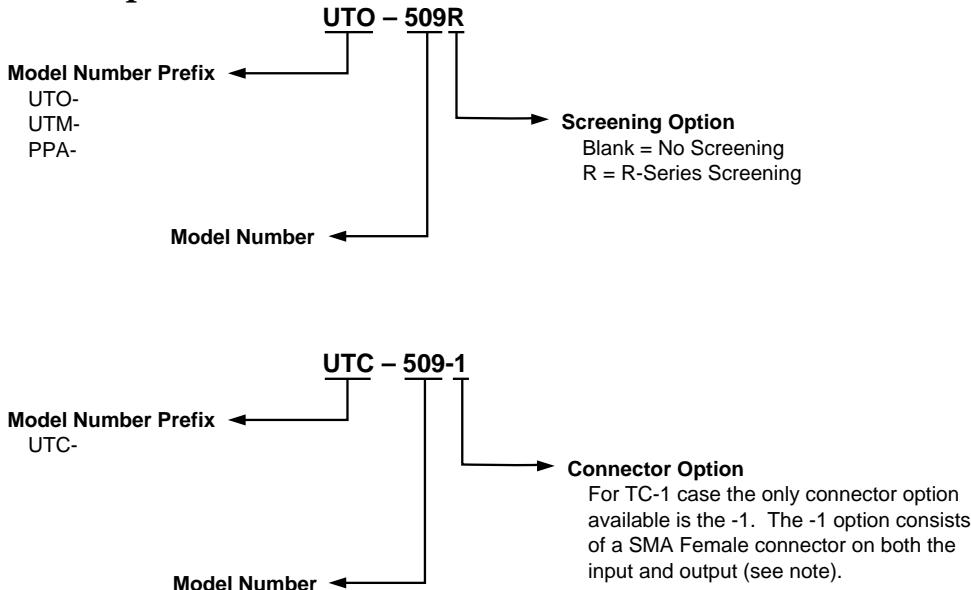 UTO – 509R
Model Number Prefix
UTO-
UTM-
PPA-
Screening Option
Blank = No Screening
R = R-Series Screening
Model Number
UTC – 509-1
Model Number Prefix
UTC-
Connector Option
For TC-1 case the only connector option
available is the -1. The -1 option consists
of a SMA Female connector on both the
input and output (see note).
Model Number